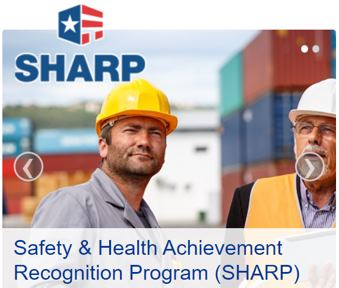 SHARP
Safety & Health Achievement
Recognition Program (SHARP)